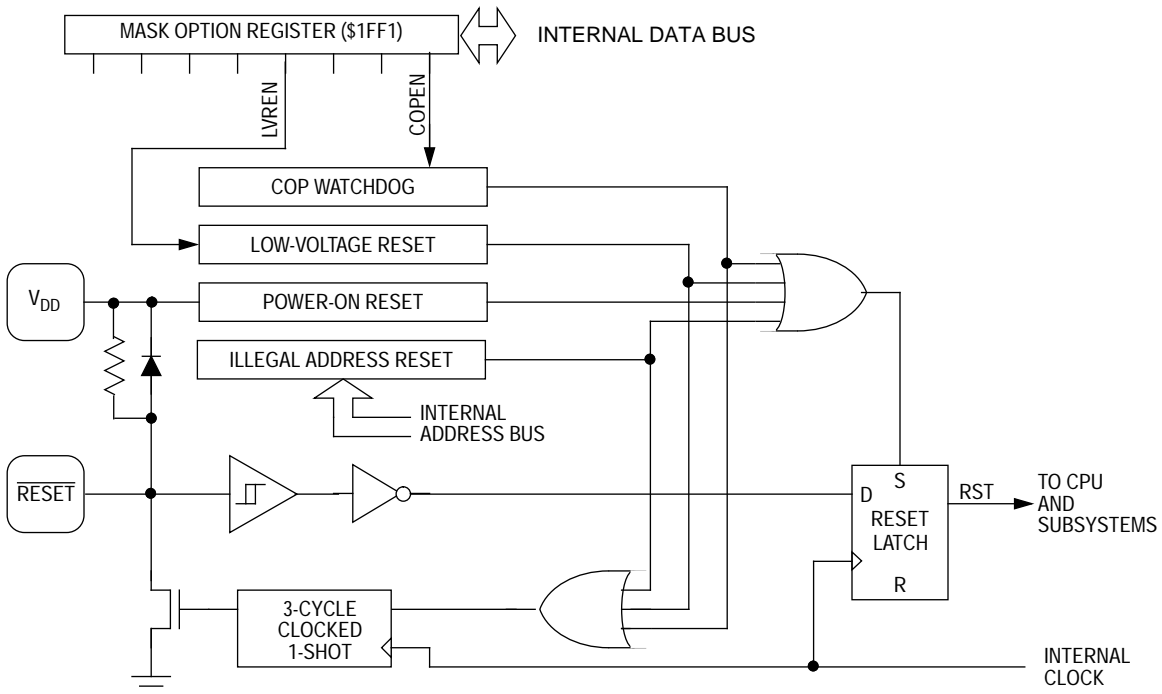 MASK OPTION REGISTER ($1FF1)
INTERNAL DATA BUS
LVREN
COPEN
COP WATCHDOG
LOW-VOLTAGE RESET
VDD
POWER-ON RESET
ILLEGAL ADDRESS RESET
INTERNAL
ADDRESS BUS
RESET
D
S
RESET
LATCH
R
RST
TO CPU
AND
SUBSYSTEMS
3-CYCLE
CLOCKED
1-SHOT
INTERNAL
CLOCK